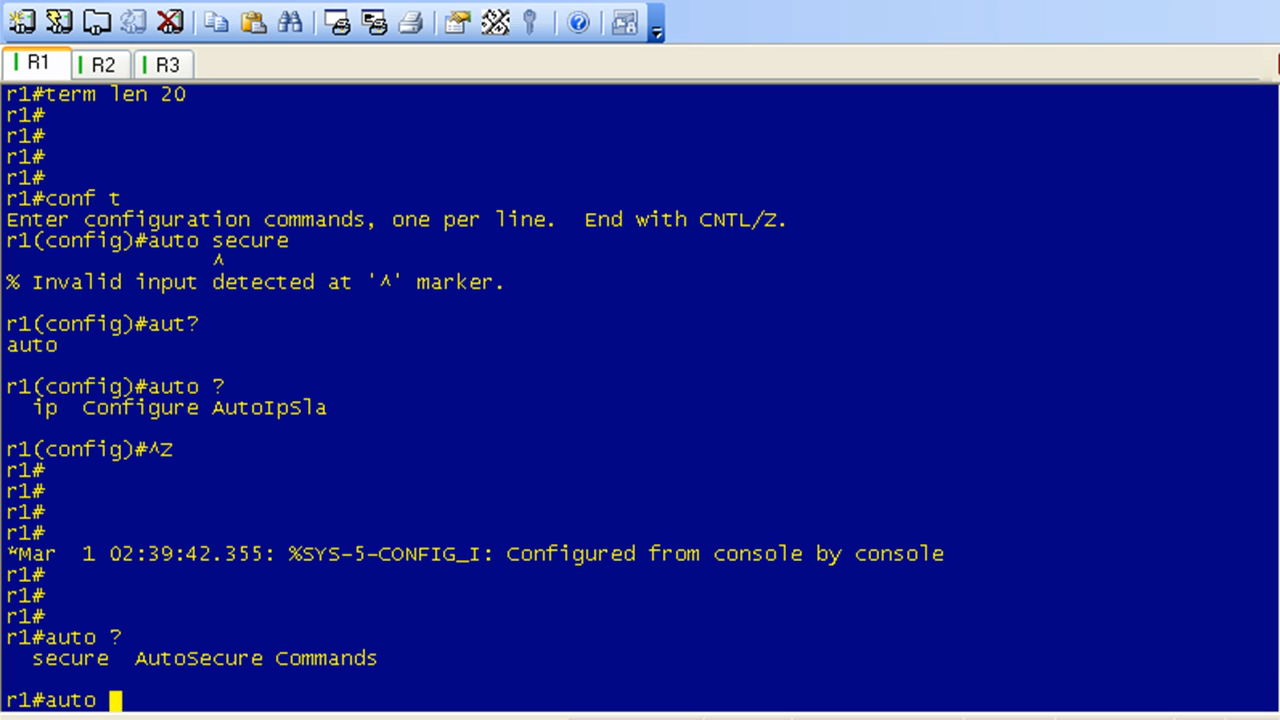 R1
R2
R3
r1#term len 20
r1#
r1#
r1#
r1#
r1#conf t
Enter configuration commands, one per line.  End with CNTL/Z.
r1(config)#auto secure
^
% Invalid input detected at '^' marker.
r1(config)#aut?
auto
r1(config)#auto ?
ip  Configure AutoIpSla
r1(config)#^Z
r1#
r1#
r1#
r1#
*Mar  1 02:39:42.355: %SYS-5-CONFIG_I: Configured from console by console
r1#
r1#
r1#
r1#auto ?
secure  AutoSecure Commands
r1#auto